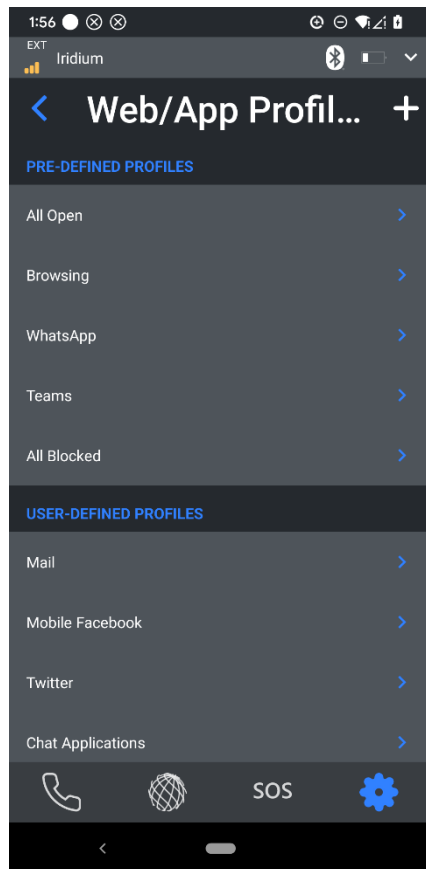 1:56
EXT
Iridium
Web/App Profil...
PRE-DEFINED PROFILES
All Open
Browsing
WhatsApp
Teams
All Blocked
USER-DEFINED PROFILES
Mail
Mobile Facebook
Twitter
Chat Applications
SOS